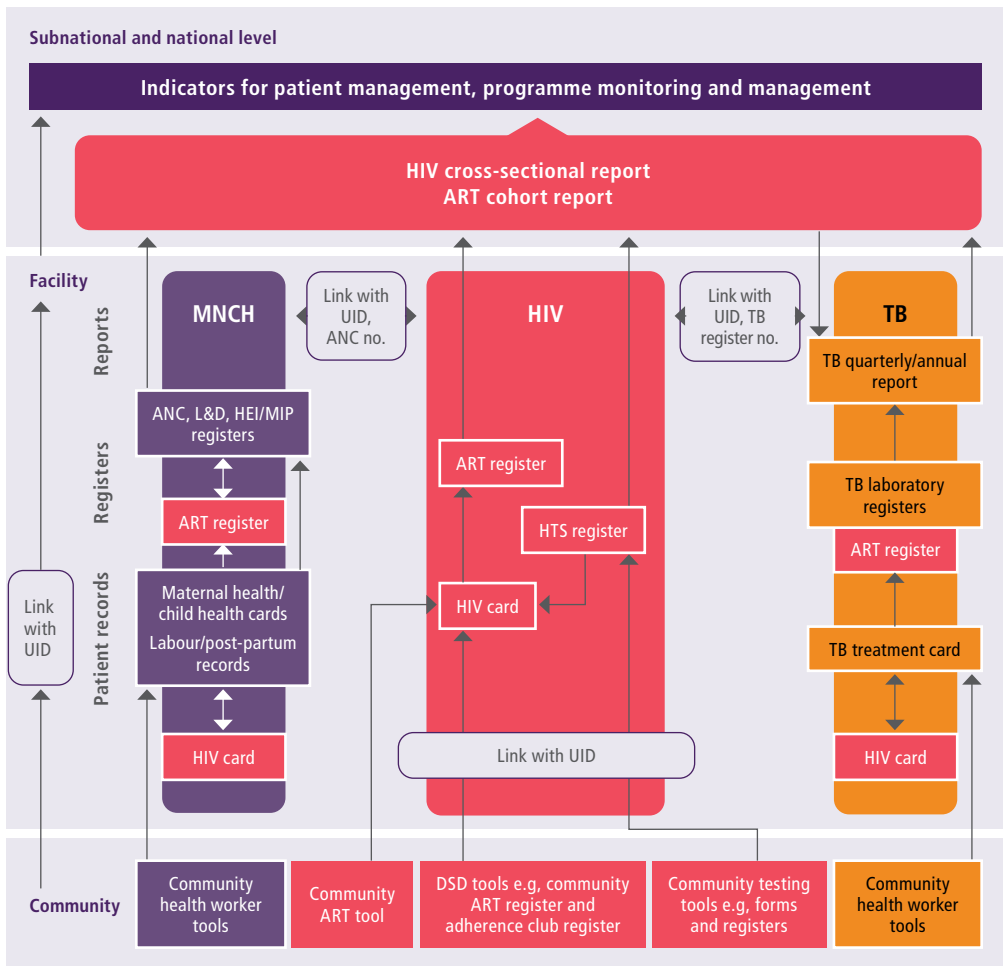 Subnational and national level
Indicators for patient management, programme monitoring and management
HIV cross-sectional report
ART cohort report
Facility
Reports
Registers
Patient records
Link
with
UID
MNCH
Link with
UID,
ANC no.
HIV
Link with
UID, TB
register no.
TB
ANC, L&D, HEI/MIP
registers
ART register
Maternal health/
child health cards
Labour/post-partum
records
HIV card
ART register
HTS register
HIV card
Link with UID
TB quarterly/annual
report
TB laboratory
registers
ART register
TB treatment card
HIV card
Community
Community
health worker
tools
Community
ART tool
DSD tools e.g, community
ART register and
adherence club register
Community testing
tools e.g, forms
and registers
Community
health worker
tools